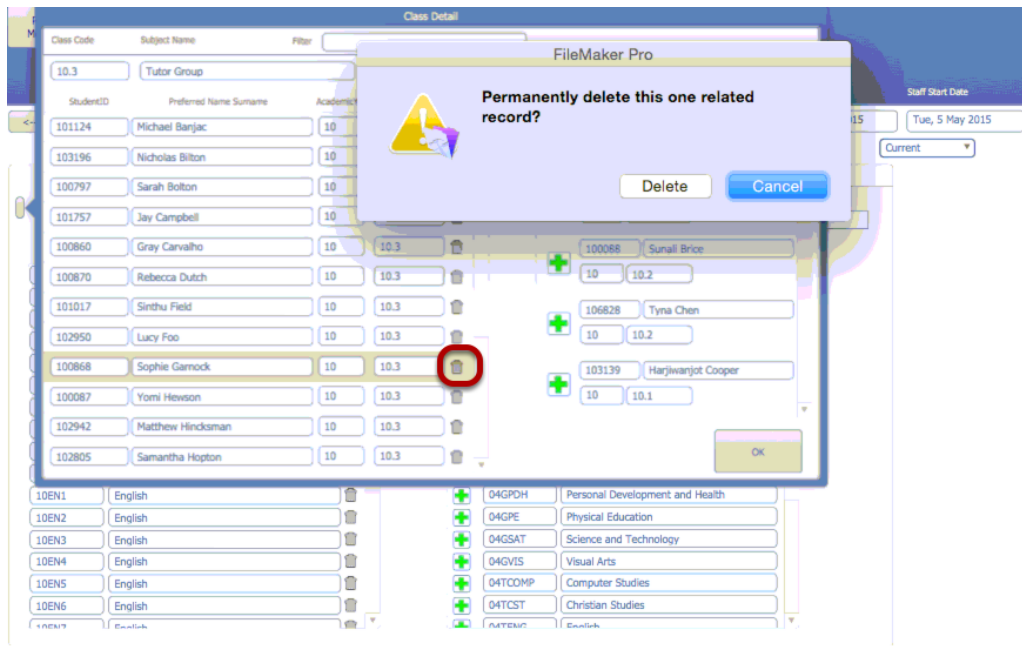 Class Detail
Class Code Subject Name Filter
10.3 Tutor Group
FileMaker Pro
Permanently delete this one related
record?
Delete Cancel
Staff Start Date
15 Tue, 5 May 2015
Current
StudentID Preferred Name Surname
101124 Michael Banjac 10
103196 Nicholas Bilton 10
100797 Sarah Bolton 10
101757 Jay Campbell 10
100860 Gray Carvalho 10 10.3
100870 Rebecca Dutch 10 10.3
101017 Sinthu Field 10 10.3
102950 Lucy Foo 10 10.3
100868 Sophie Garnock 10 10.3
100087 Yomi Hewson 10 10.3
102942 Matthew Hincksman 10 10.3
102805 Samantha Hopton 10 10.3
100088 Sunali Brice
10 10.2
106828 Tyna Chen
10 10.2
103139 Harjiwanjot Cooper
10 10.1
OK
10EN1 English
10EN2 English
10EN3 English
10EN4 English
10EN5 English
10EN6 English
10EN7 English
04GPDH Personal Development and Health
04GPE Physical Education
04GSAT Science and Technology
04GVIS Visual Arts
04TCOMP Computer Studies
04TCST Christian Studies
04TENG English